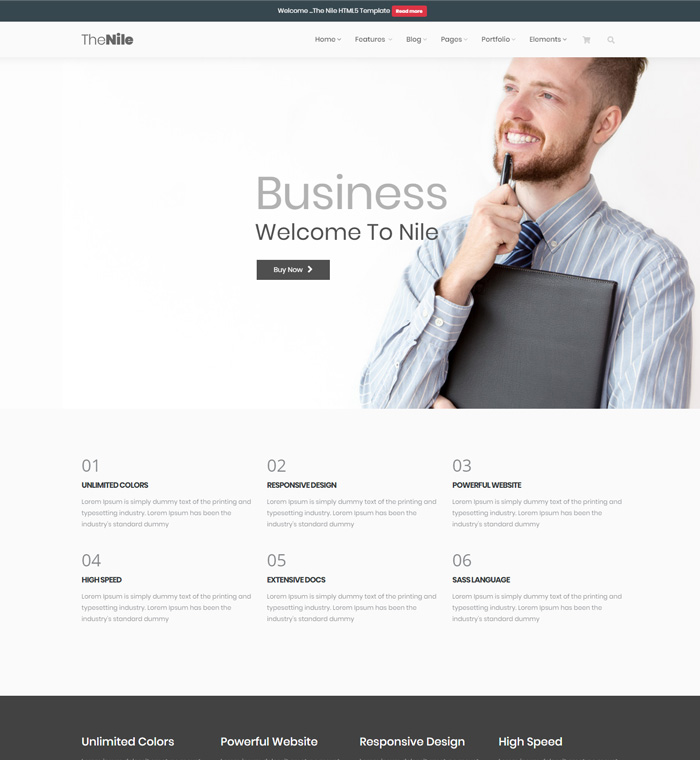 Welcome ...The Nile HTML5 Template Read more
TheNile
Home Features Blog Pages Portfolio Elements
Business
Welcome To Nile
Buy Now
01 02 03
UNLIMITED COLORS RESPONSIVE DESIGN POWERFUL WEBSITE
Lorem Ipsum is simply dummy text of the printing and Lorem Ipsum is simply dummy text of the printing and Lorem Ipsum is simply dummy text of the printing and
typesetting industry. Lorem Ipsum has been the typesetting industry. Lorem Ipsum has been the typesetting industry. Lorem Ipsum has been the
industry's standard dummy industry's standard dummy industry's standard dummy
04 05 06
HIGH SPEED EXTENSIVE DOCS SASS LANGUAGE
Lorem Ipsum is simply dummy text of the printing and Lorem Ipsum is simply dummy text of the printing and Lorem Ipsum is simply dummy text of the printing and
typesetting industry. Lorem Ipsum has been the typesetting industry. Lorem Ipsum has been the typesetting industry. Lorem Ipsum has been the
industry's standard dummy industry's standard dummy industry's standard dummy
Unlimited Colors Powerful Website Responsive Design High Speed